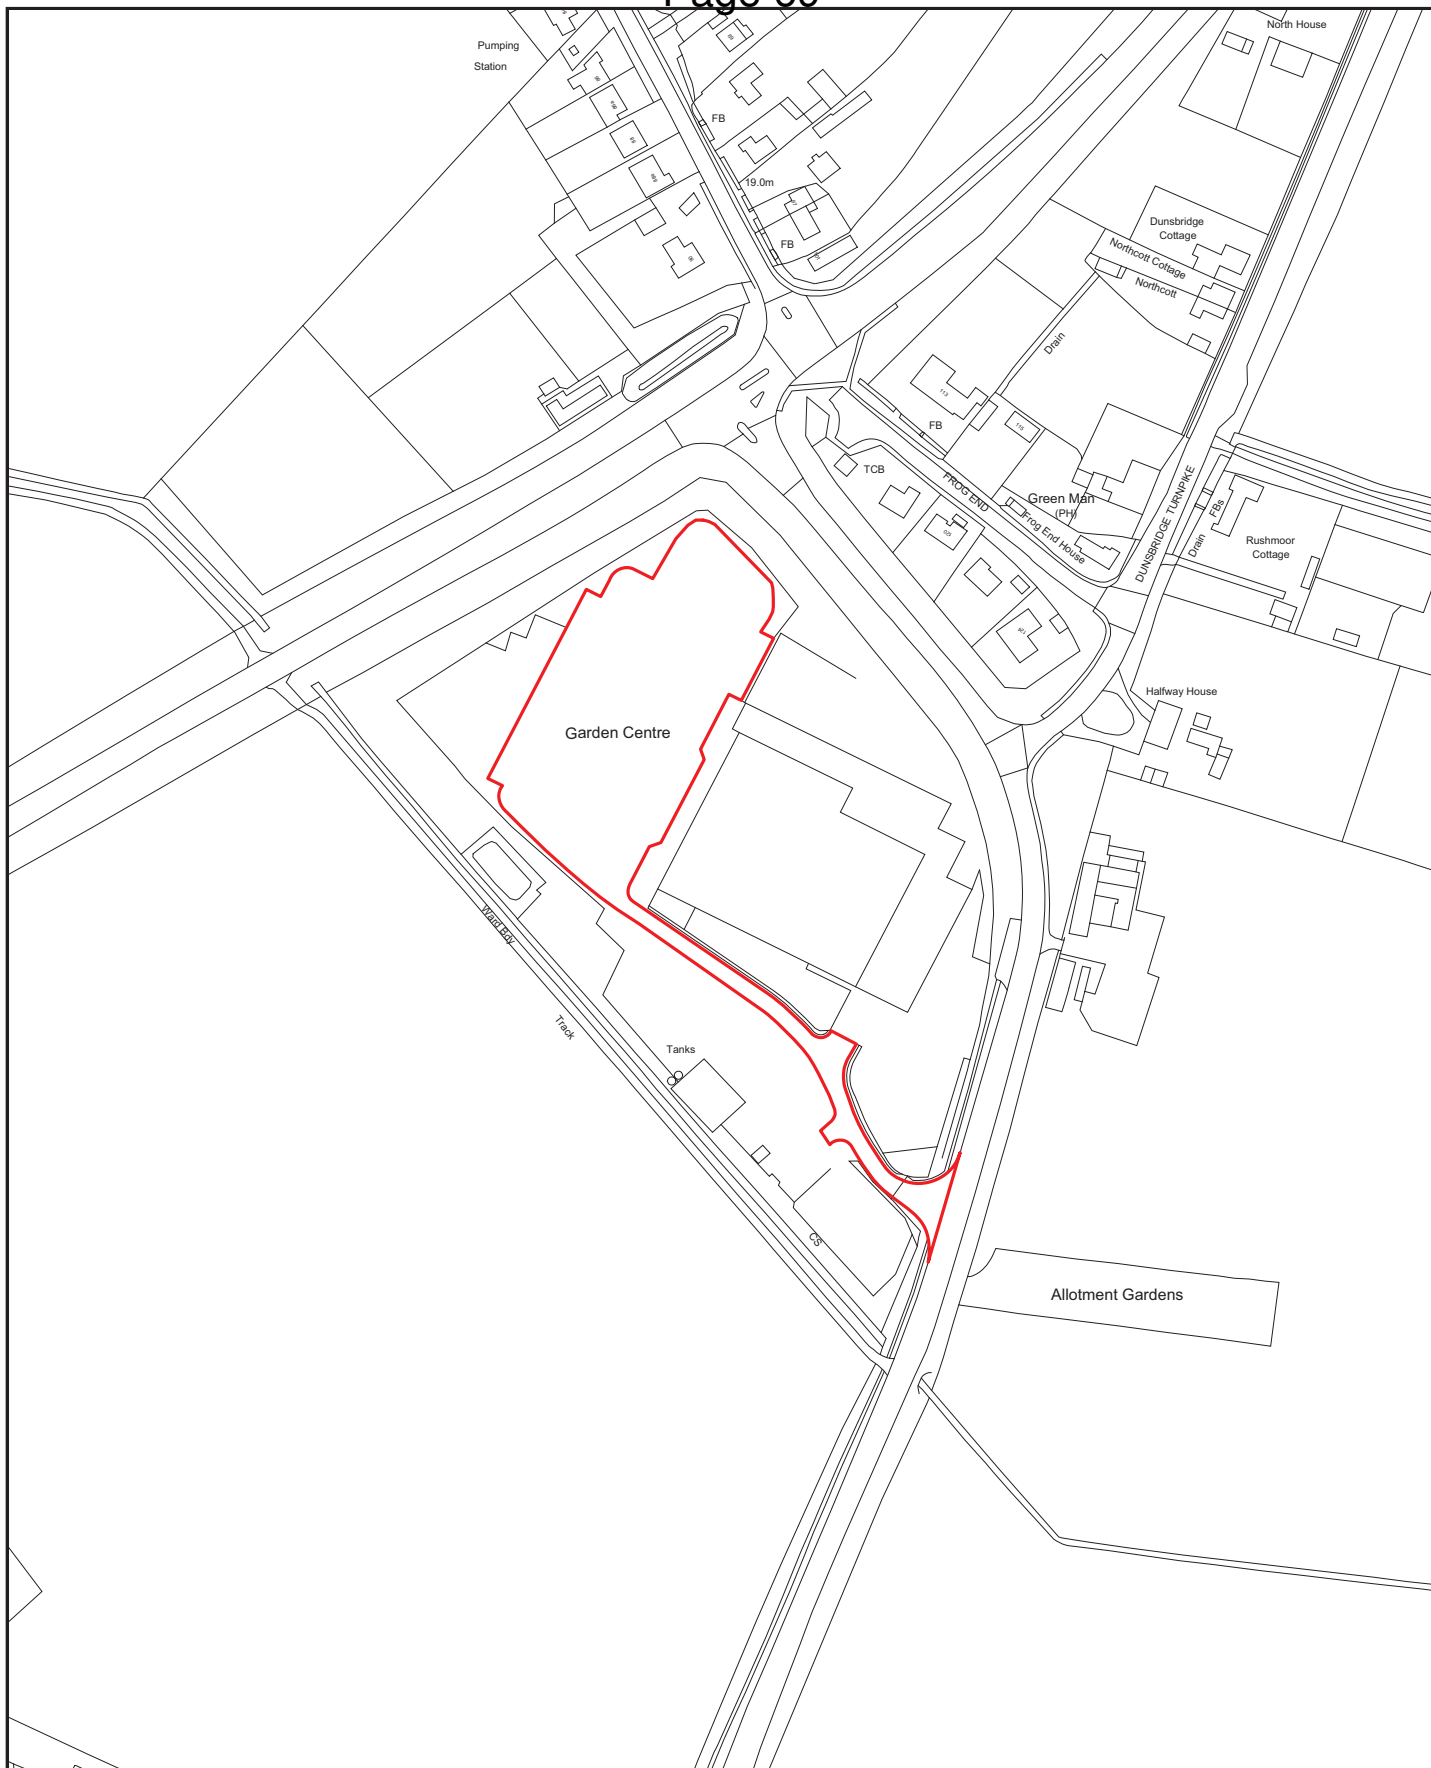 Pumping
Station
North House
FB
19.0m
FB
Dunsbridge
Cottage
Northcott Cottage
Northcott
Drain
113
115
FB
TCB
FROG END
Green Man
(PH)
Frog End House
DUNSBRIDGE TURNPIKE
FBs
Drain
Rushmoor
Cottage
Halfway House
Garden Centre
Ward Bdy
Track
Tanks
CS
Allotment Gardens